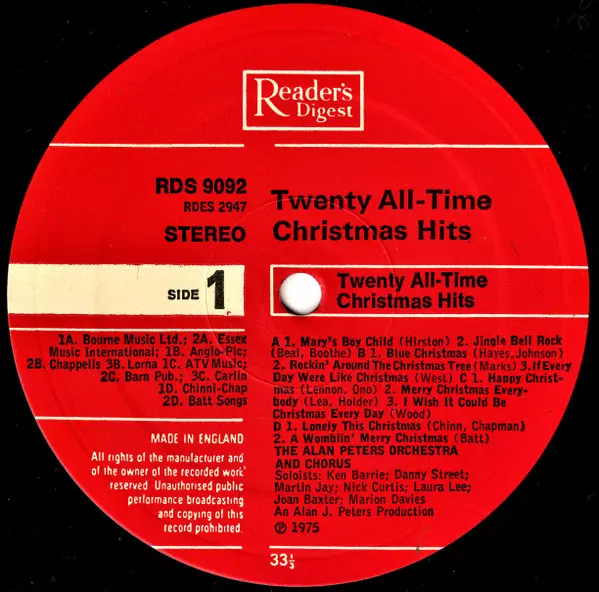 Reader's
Digest
RDS 9092
RDES 2947
STEREO
Twenty All-Time
Christmas Hits
SIDE 1
Twenty All-Time
Christmas Hits
1A. Bourne Music Ltd.; 2A. Essex
Music International; 1B. Anglo-Pic;
2B. Chappells 3B. Lorna 1C. ATV Music;
2C. Barn Pub.; 3C. Carlin
1D. Chinni-Chap
2D. Batt Songs
A 1. Mary's Boy Child (Hirston) 2. Jingle Bell Rock
(Beal, Boothe) B 1. Blue Christmas (Hayes,Johnson)
2. Rockin' Around The Christmas Tree (Marks) 3.If Every
Day Were Like Christmas (West) C 1. Happy Christ-
mas (Lennon, Ono) 2. Merry Christmas Every-
body (Lea, Holder) 3. I Wish It Could Be
Christmas Every Day (Wood)
D 1. Lonely This Christmas (Chinn, Chapman)
2. A Womblin' Merry Christmas (Batt)
THE ALAN PETERS ORCHESTRA
AND CHORUS
Soloists: Ken Barrie; Danny Street;
Martin Jay; Nick Curtis; Laura Lee;
Joan Baxter; Marion Davies
An Alan J. Peters Production
℗ 1975
MADE IN ENGLAND
All rights of the manufacturer and
of the owner of the recorded work
reserved. Unauthorised public
performance broadcasting
and copying of this
record prohibited.
33⅓